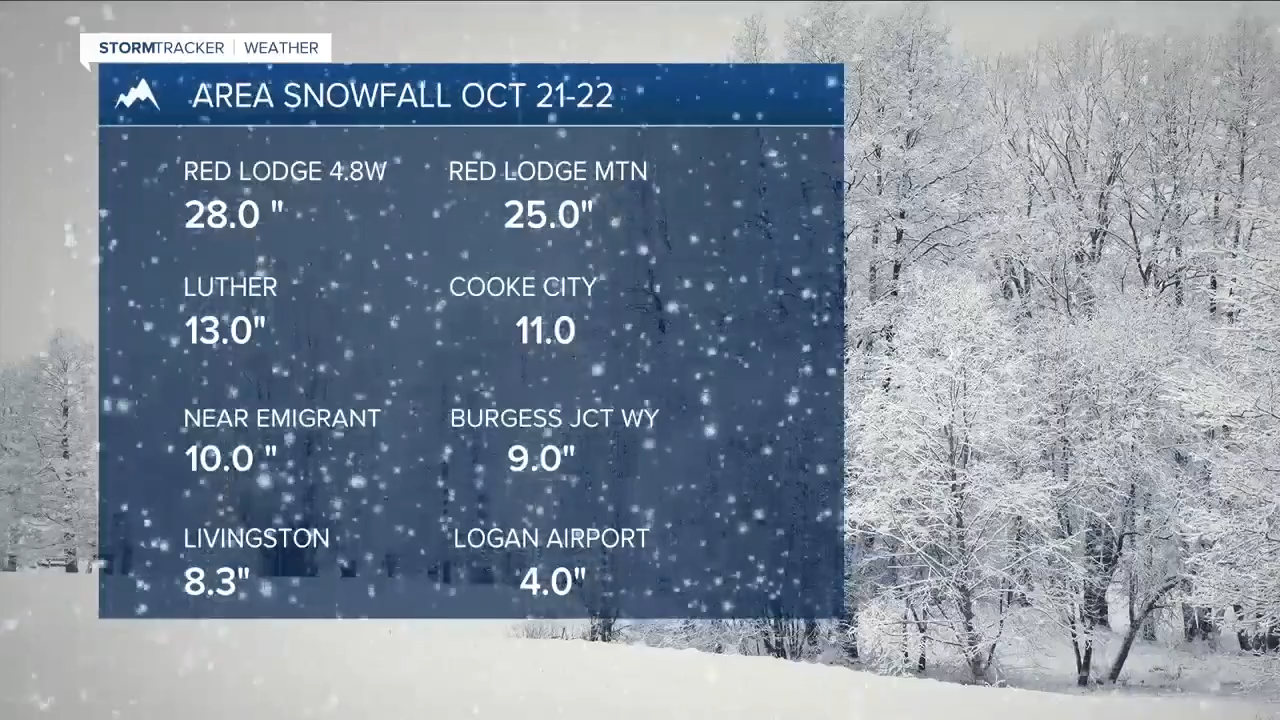 STORMTRACKER | WEATHER
AREA SNOWFALL OCT 21-22
RED LODGE 4.8W RED LODGE MTN
28.0 " 25.0"
LUTHER COOKE CITY
13.0" 11.0
NEAR EMIGRANT BURGESS JCT WY
10.0 " 9.0"
LIVINGSTON LOGAN AIRPORT
8.3" 4.0"